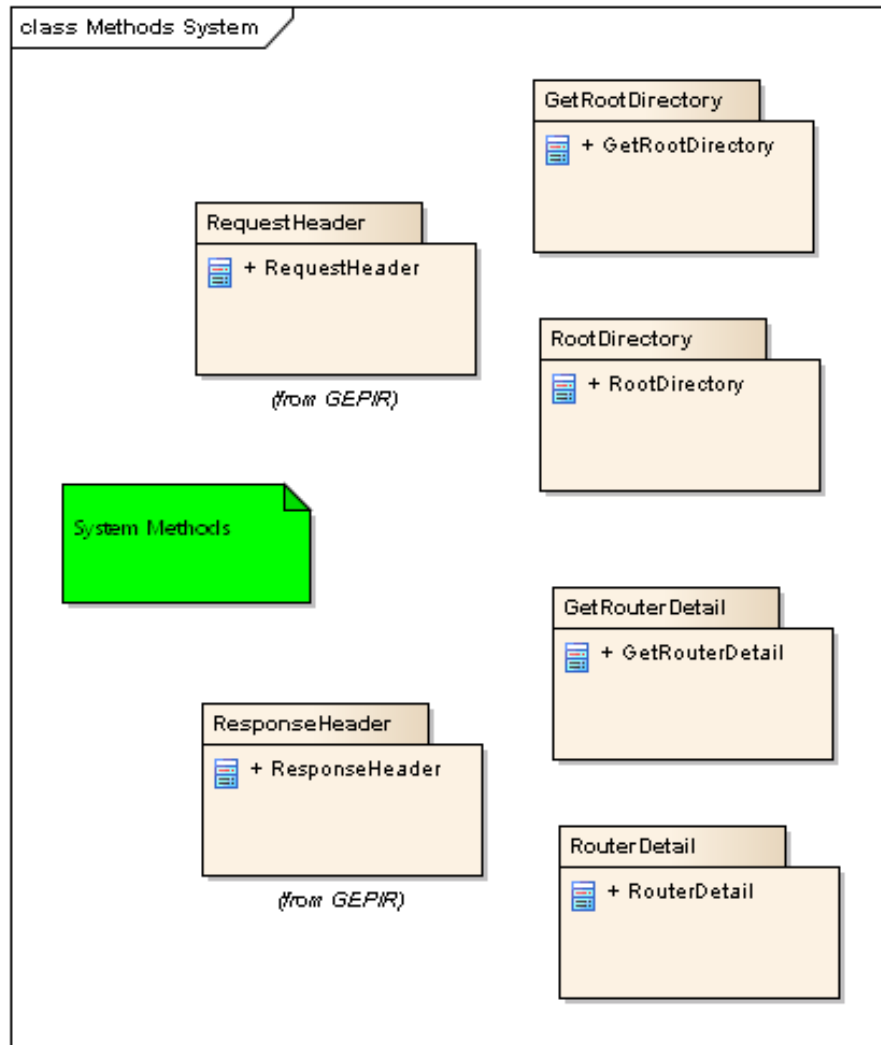 class Methods System
GetRootDirectory
+ GetRootDirectory
RequestHeader
+ RequestHeader
(from GEPIR)
RootDirectory
+ RootDirectory
System Methods
GetRouterDetail
+ GetRouterDetail
ResponseHeader
+ ResponseHeader
(from GEPIR)
RouterDetail
+ RouterDetail